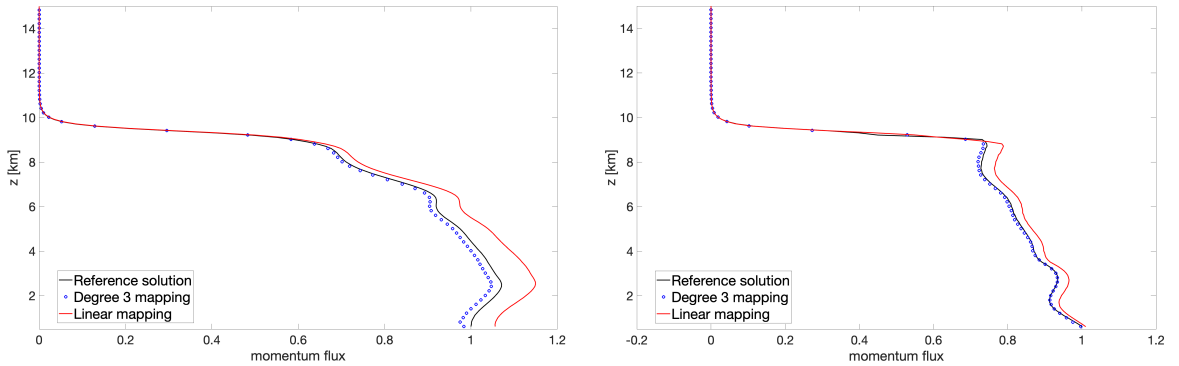 14
12
10
8
6
4
2
z [km]
Reference solution
Degree 3 mapping
Linear mapping
0 0.2 0.4 0.6 0.8 1 1.2
momentum flux
14
12
10
8
6
4
2
z [km]
Reference solution
Degree 3 mapping
Linear mapping
-0.2 0 0.2 0.4 0.6 0.8 1 1.2
momentum flux